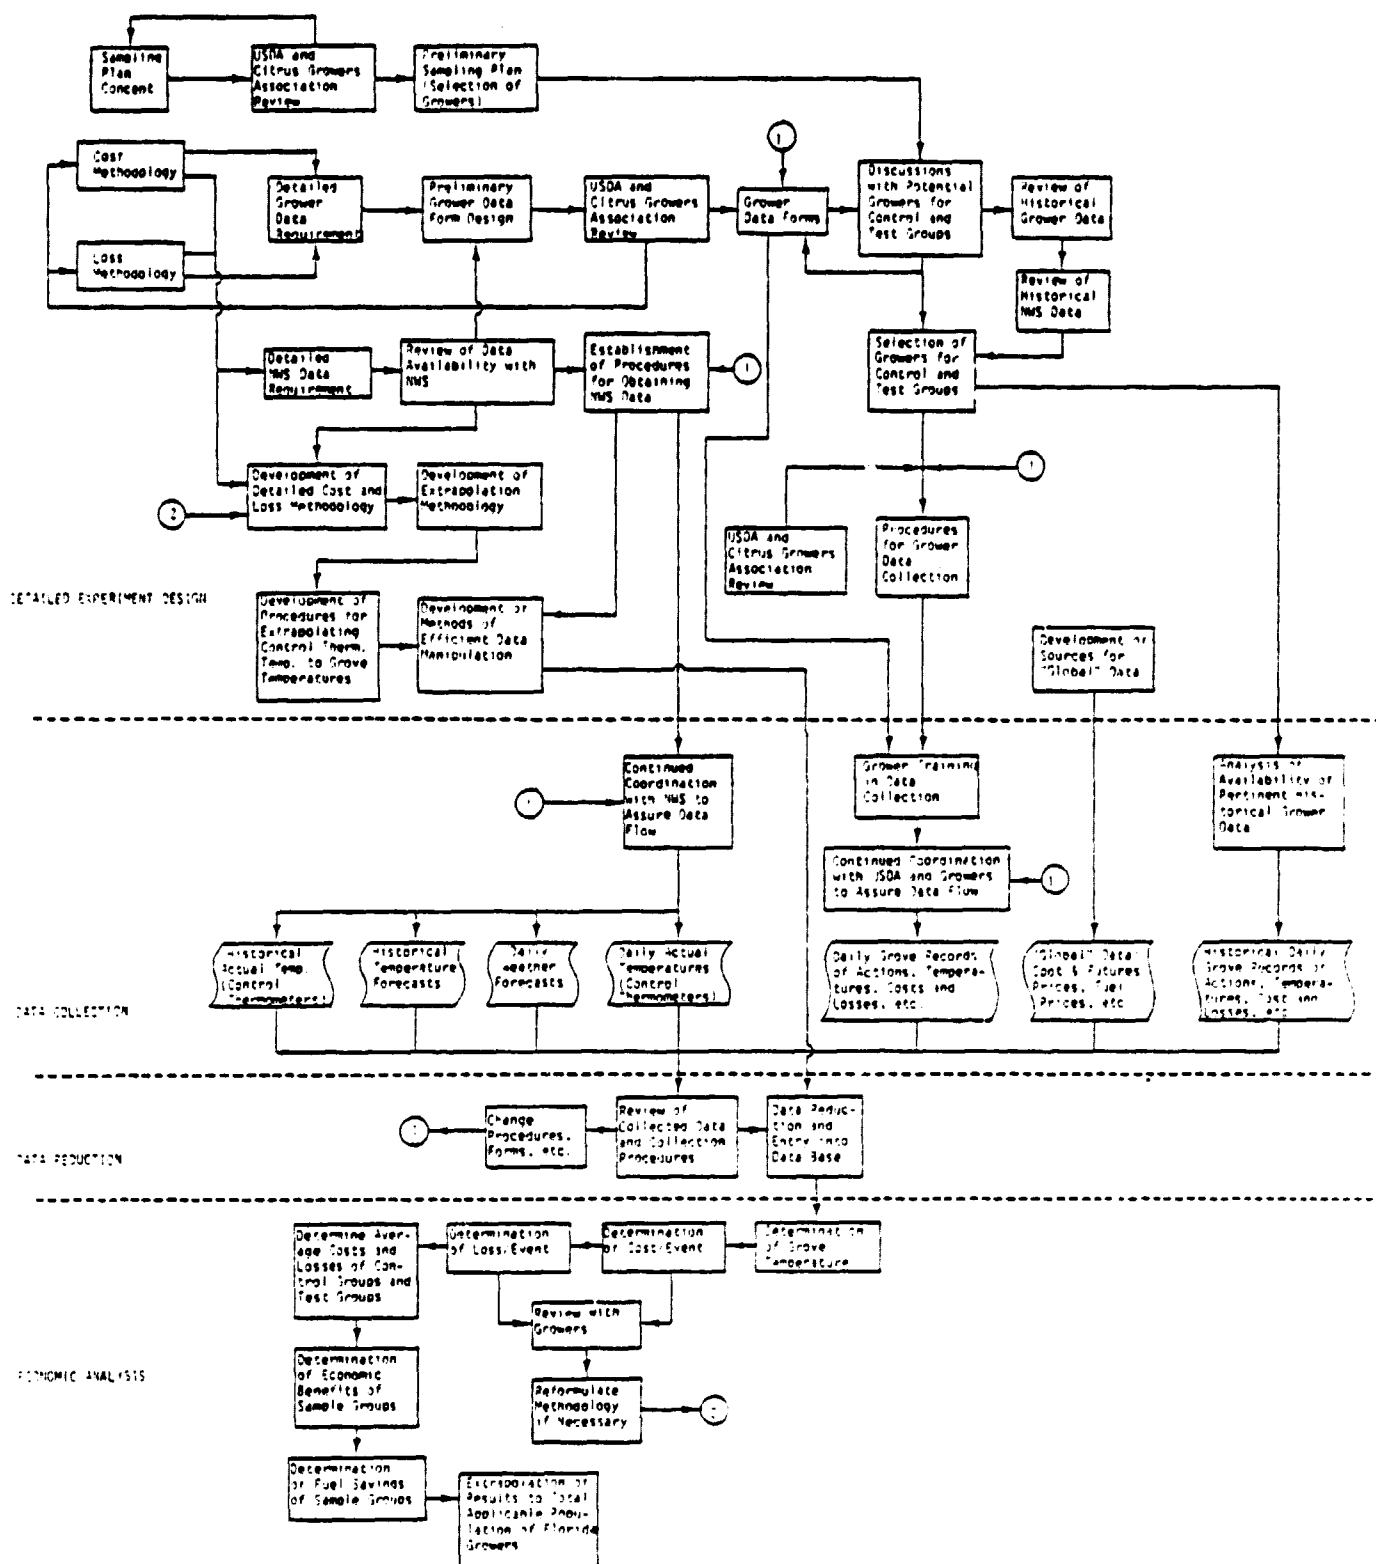 Sampling
Plan
Concent
USDA and
Citrus Growers
Association
Review
Preliminary
Sampling Plan
(Selection of
Growers)
Cost
Methodology
Loss
Methodology
Detailed
Grower
Data
Requirement
Preliminary
Grower Data
Form Design
USDA and
Citrus Growers
Association
Review
1
Grower
Data Forms
Discussions
with Potential
Growers for
Control and
Test Groups
Review of
Historical
Grower Data
Review of
Historical
NWS Data
Detailed
NWS Data
Requirement
Review of Data
Availability with
NWS
Establishment
of Procedures
for Obtaining
NWS Data
1
Selection of
Growers for
Control and
Test Groups
Development of
Detailed Cost and
Loss Methodology
2
Development of
Extrapolation
Methodology
1
USDA and
Citrus Growers
Association
Review
Procedures
for Grower
Data
Collection
DETAILED EXPERIMENT DESIGN
Development of
Procedures for
Extrapolating
Control Therm.
Temp. to Grove
Temperatures
Development of
Methods of
Efficient Data
Manipulation
Development of
Sources for
"Global" Data
Continued
Coordination
with NWS to
Assure Data
Flow
1
Grower Training
in Data
Collection
Analysis of
Availability of
Pertinent His-
torical Grower
Data
Continued Coordination
with USDA and Growers
to Assure Data Flow
1
Historical
Actual Temp.
(Control
Thermometers)
Historical
Temperature
Forecasts
Daily
Weather
Forecasts
Daily Actual
Temperatures
(Control
Thermometers)
Daily Grove Records
of Actions, Tempera-
tures, Costs and
Losses, etc.
"Global" Data:
Spot & Futures
Prices, Fuel
Prices, etc.
Historical Daily
Grove Records of
Actions, Tempera-
tures, Cost and
Losses, etc.
DATA COLLECTION
Change
Procedures,
Forms, etc.
Review of
Collected Data
and Collection
Procedures
Data Reduc-
tion and
Entry into
Data Base
DATA REDUCTION
Determine Aver-
age Costs and
Losses of Con-
trol Groups and
Test Groups
Determination
of Loss/Event
Determination
of Cost/Event
Determination
of Grove
Temperature
Review with
Growers
ECONOMIC ANALYSIS
Determination
of Economic
Benefits of
Sample Groups
Reformulate
Methodology
if Necessary
2
Determination
of Fuel Savings
of Sample Groups
Extrapolation of
Results to Total
Applicable Popu-
lation of Florida
Growers